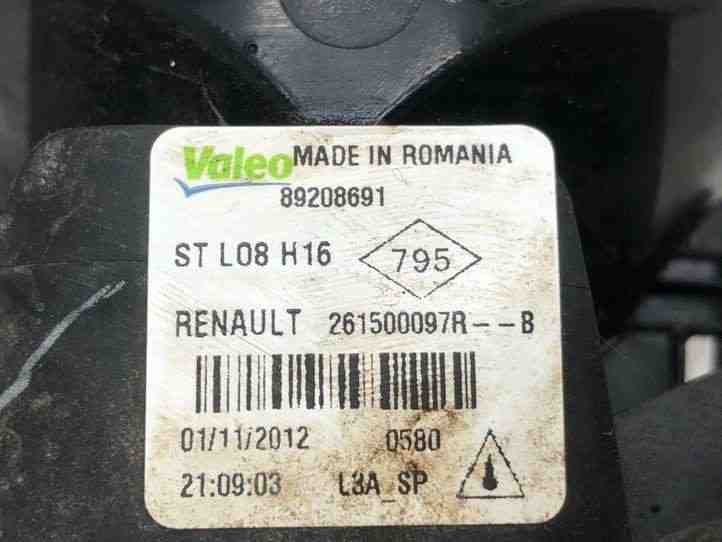 Valeo MADE IN ROMANIA
89208691
ST L08 H16 795
RENAULT 261500097R--B
01/11/2012 0580
21:09:03 L3A_SP